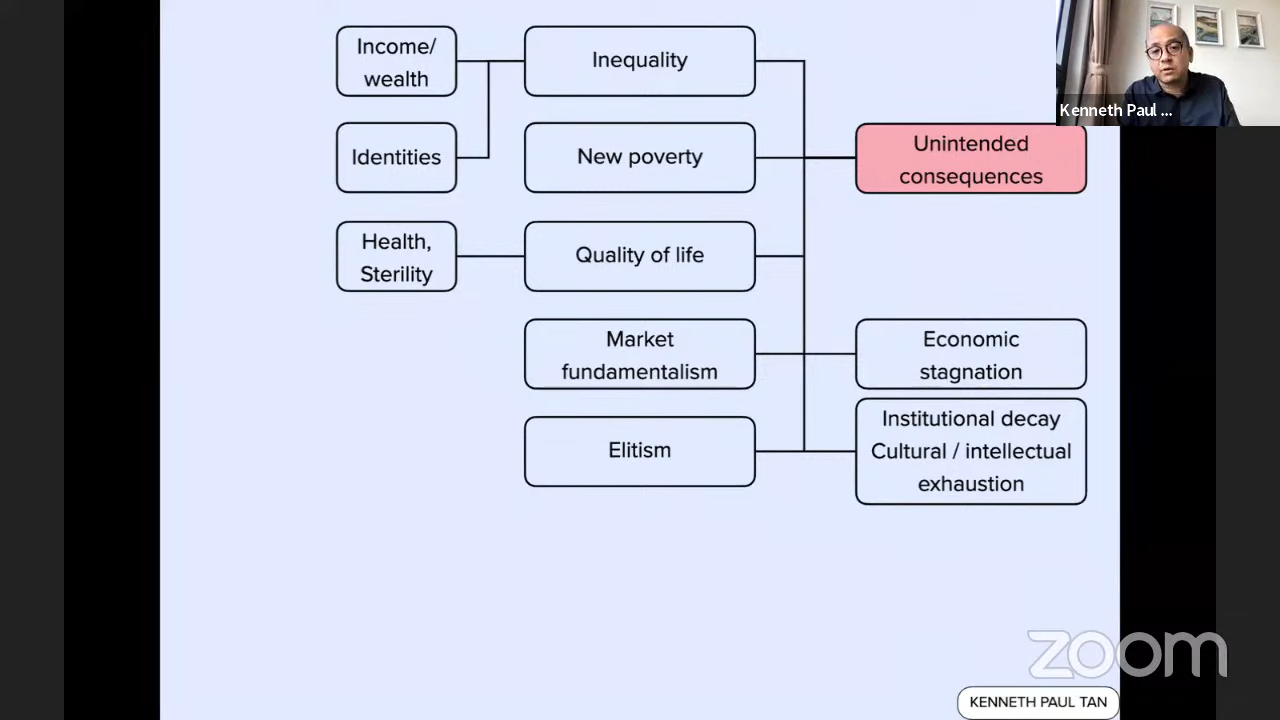 Income/
wealth
Inequality
Kenneth Paul ...
Identities
New poverty
Unintended
consequences
Health,
Sterility
Quality of life
Market
fundamentalism
Economic
stagnation
Elitism
Institutional decay
Cultural / intellectual
exhaustion
zoom
KENNETH PAUL TAN